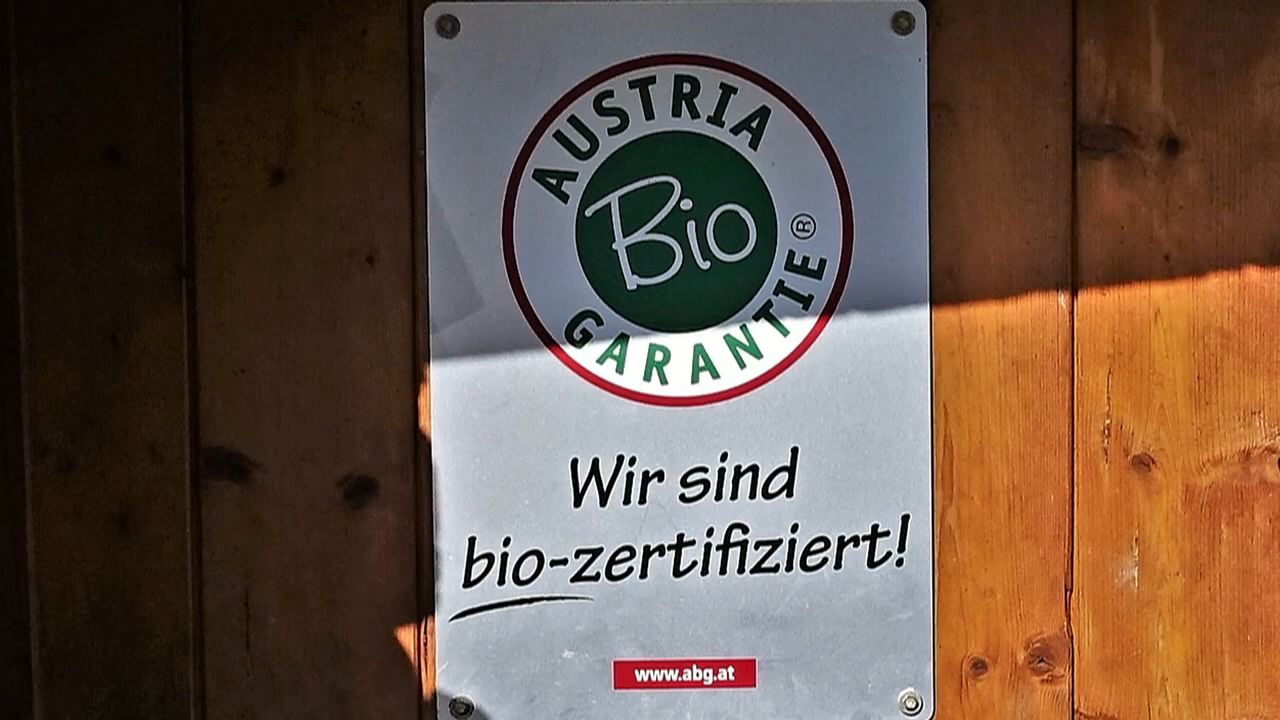 AUSTRIA
Bio
GARANTIE®
Wir sind
bio-zertifiziert!
www.abg.at